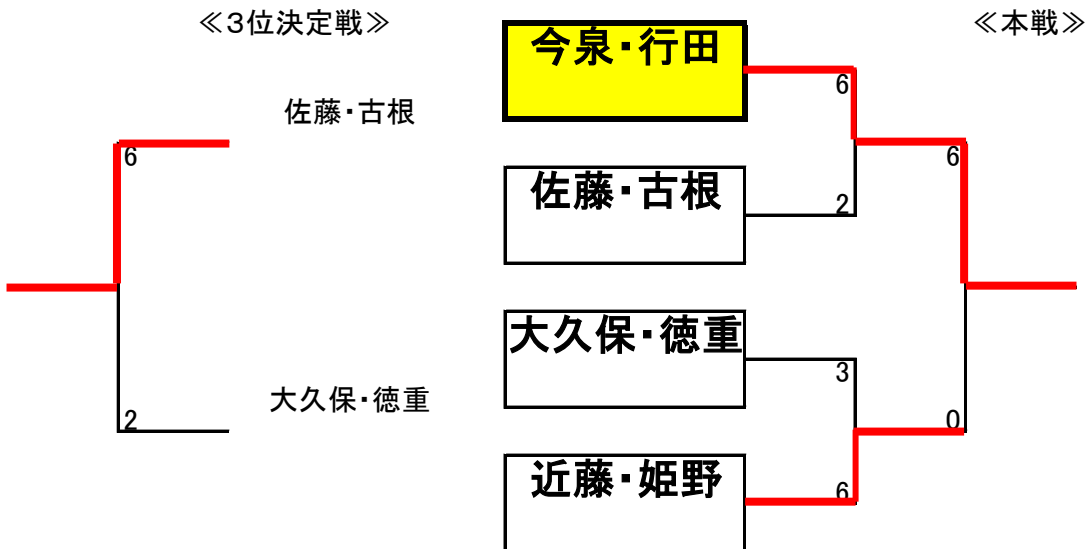 ≪3位決定戦≫
≪本戦≫
今泉・行田
6
佐藤・古根
6
6
佐藤・古根
2
大久保・徳重
3
大久保・徳重
2
0
近藤・姫野
6